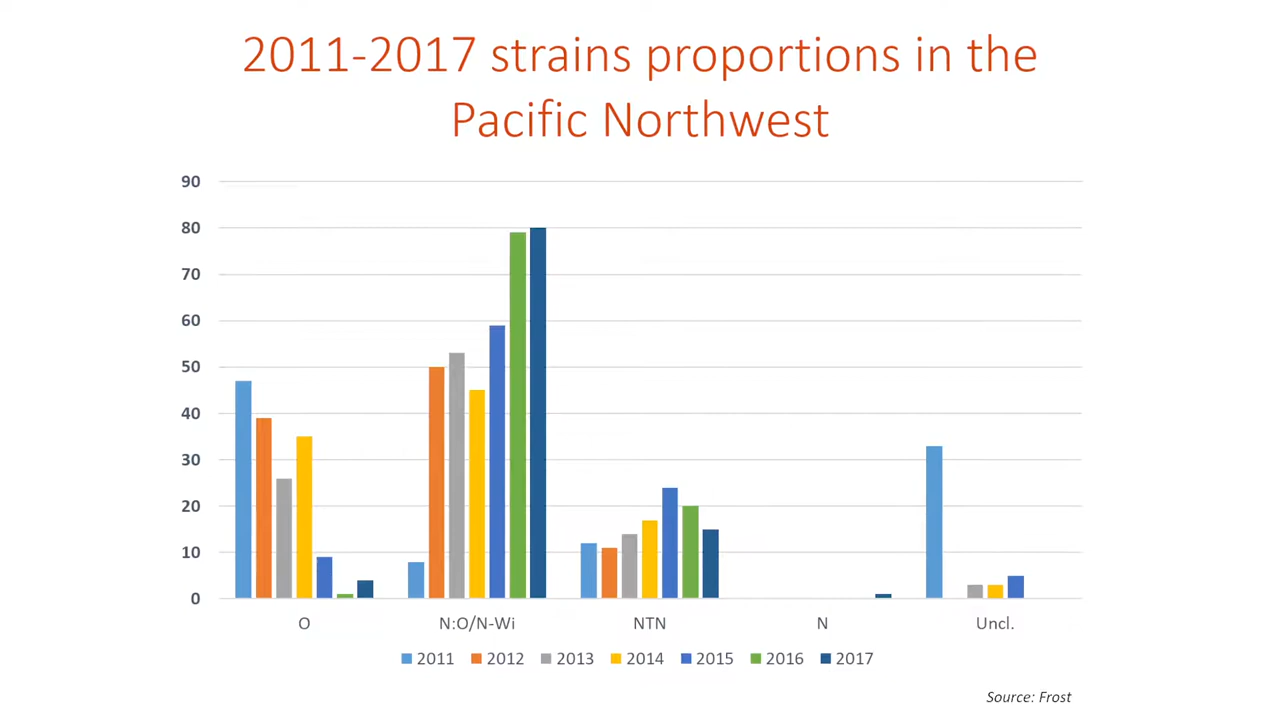 2011-2017 strains proportions in the
Pacific Northwest
90
80
70
60
50
40
30
20
10
0
O N:O/N-Wi NTN N Uncl.
2011 2012 2013 2014 2015 2016 2017
Source: Frost